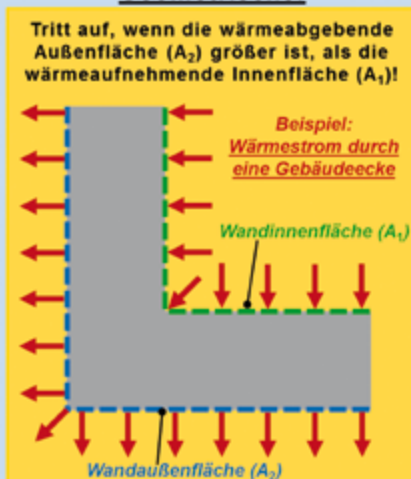 Tritt auf, wenn die wärmeabgebende
Außenfläche (A₂) größer ist, als die
wärmeaufnehmende Innenfläche (A₁)!
Beispiel:
Wärmestrom durch
eine Gebäudeecke
Wandinnenfläche (A₁)
Wandaußenfläche (A₂)